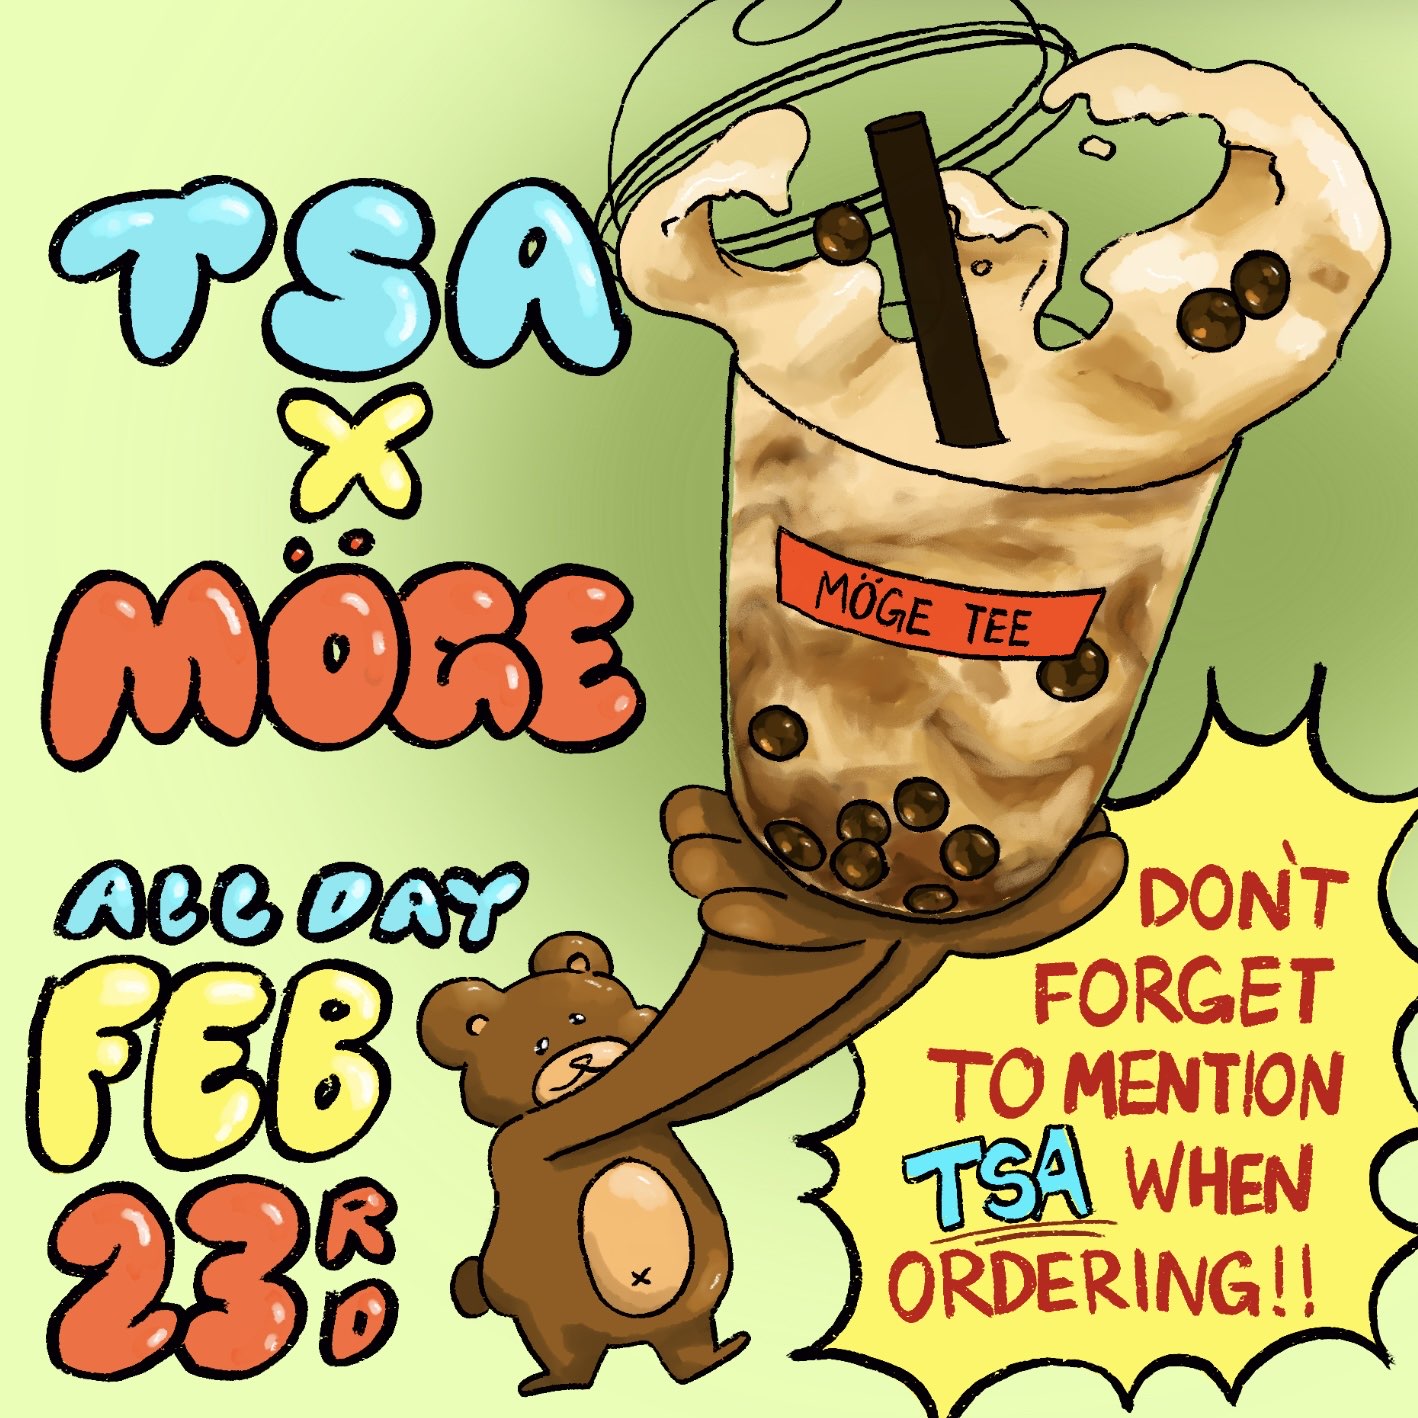 TSA
X
MÖGE
MÖGE TEE
ALL DAY
FEB
23RD
DON'T
FORGET
TO MENTION
TSA WHEN
ORDERING!!